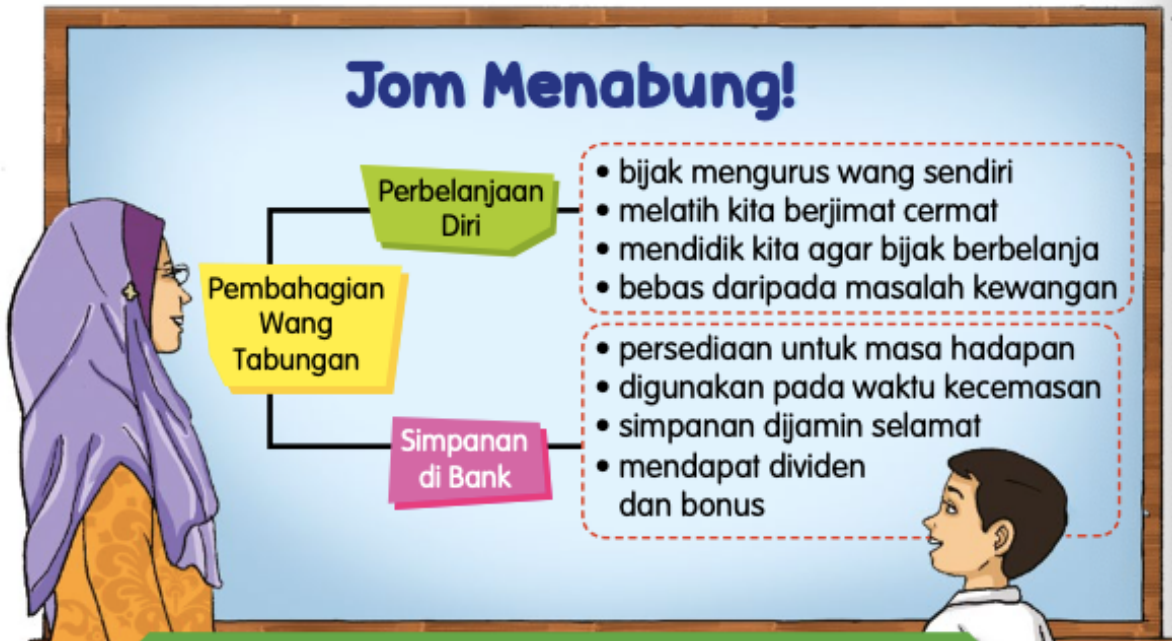 Jom Menabung!
Perbelanjaan
Diri
• bijak mengurus wang sendiri
• melatih kita berjimat cermat
• mendidik kita agar bijak berbelanja
• bebas daripada masalah kewangan
Pembahagian
Wang
Tabungan
Simpanan
di Bank
• persediaan untuk masa hadapan
• digunakan pada waktu kecemasan
• simpanan dijamin selamat
• mendapat dividen
dan bonus